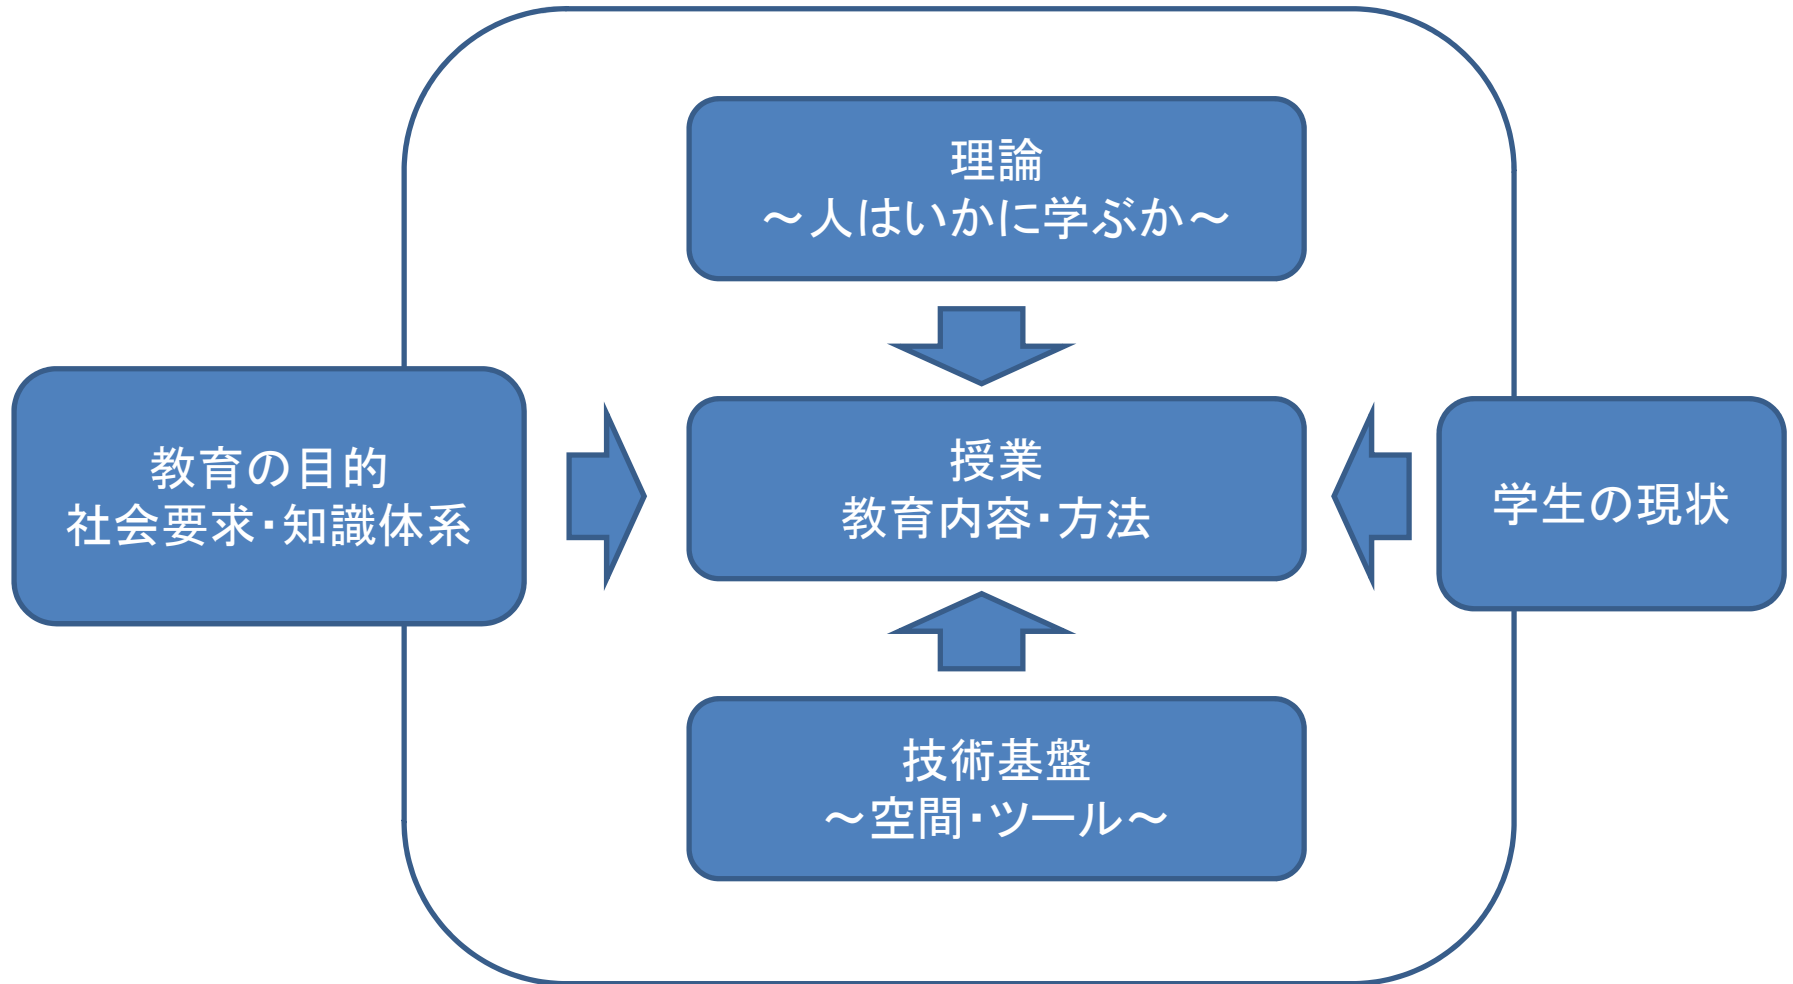 理論
～人はいかに学ぶか～
教育の目的
社会要求・知識体系
授業
教育内容・方法
学生の現状
技術基盤
～空間・ツール～